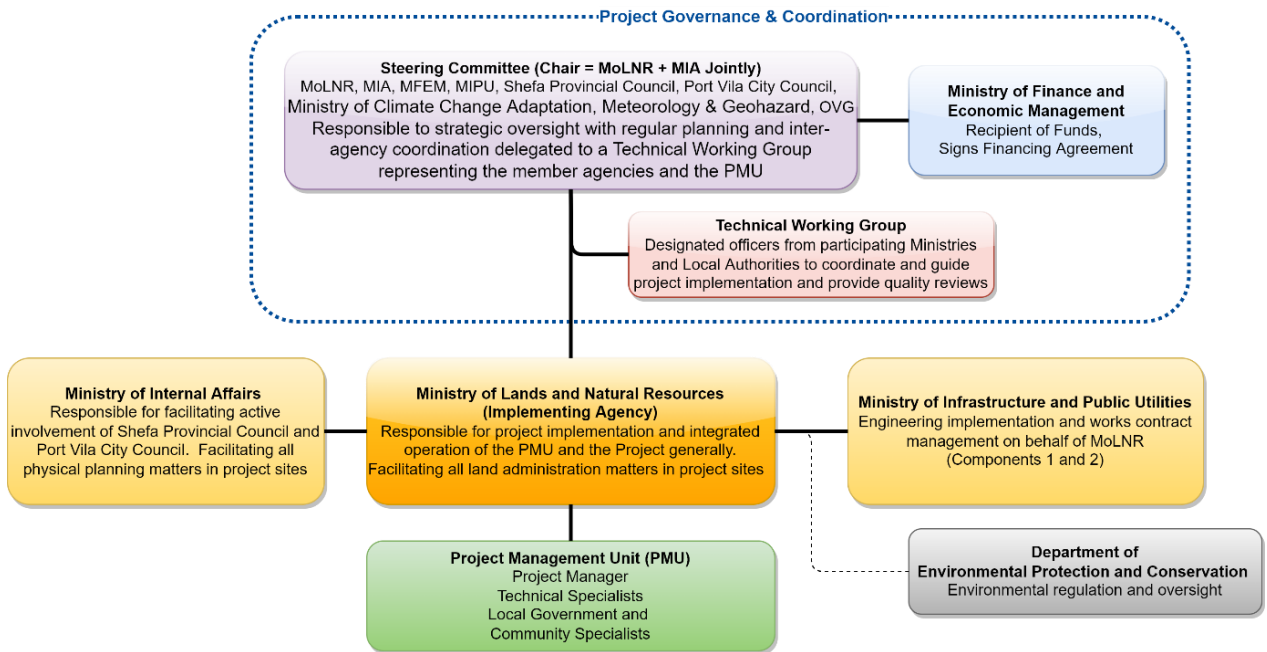 Project Governance & Coordination
Steering Committee (Chair = MoLNR + MIA Jointly)
MoLNR, MIA, MFEM, MIPU, Shefa Provincial Council, Port Vila City Council,
Ministry of Climate Change Adaptation, Meteorology & Geohazard, OVG
Responsible to strategic oversight with regular planning and inter-
agency coordination delegated to a Technical Working Group
representing the member agencies and the PMU
Ministry of Finance and
Economic Management
Recipient of Funds,
Signs Financing Agreement
Technical Working Group
Designated officers from participating Ministries
and Local Authorities to coordinate and guide
project implementation and provide quality reviews
Ministry of Internal Affairs
Responsible for facilitating active
involvement of Shefa Provincial Council and
Port Vila City Council. Facilitating all
physical planning matters in project sites
Ministry of Lands and Natural Resources
(Implementing Agency)
Responsible for project implementation and integrated
operation of the PMU and the Project generally.
Facilitating all land administration matters in project sites
Ministry of Infrastructure and Public Utilities
Engineering implementation and works contract
management on behalf of MoLNR
(Components 1 and 2)
Project Management Unit (PMU)
Project Manager
Technical Specialists
Local Government and
Community Specialists
Department of
Environmental Protection and Conservation
Environmental regulation and oversight